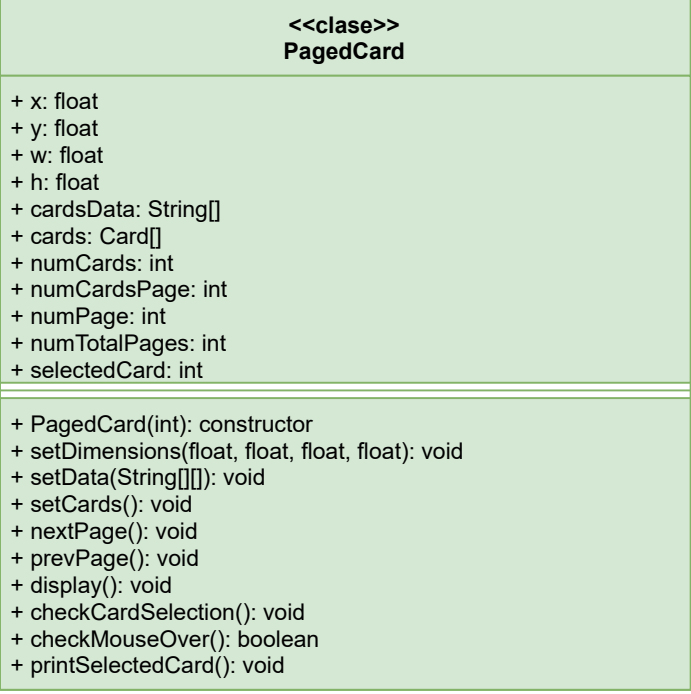 <<clase>>
PagedCard
+ x: float
+ y: float
+ w: float
+ h: float
+ cardsData: String[]
+ cards: Card[]
+ numCards: int
+ numCardsPage: int
+ numPage: int
+ numTotalPages: int
+ selectedCard: int
+ PagedCard(int): constructor
+ setDimensions(float, float, float, float): void
+ setData(String[][]): void
+ setCards(): void
+ nextPage(): void
+ prevPage(): void
+ display(): void
+ checkCardSelection(): void
+ checkMouseOver(): boolean
+ printSelectedCard(): void